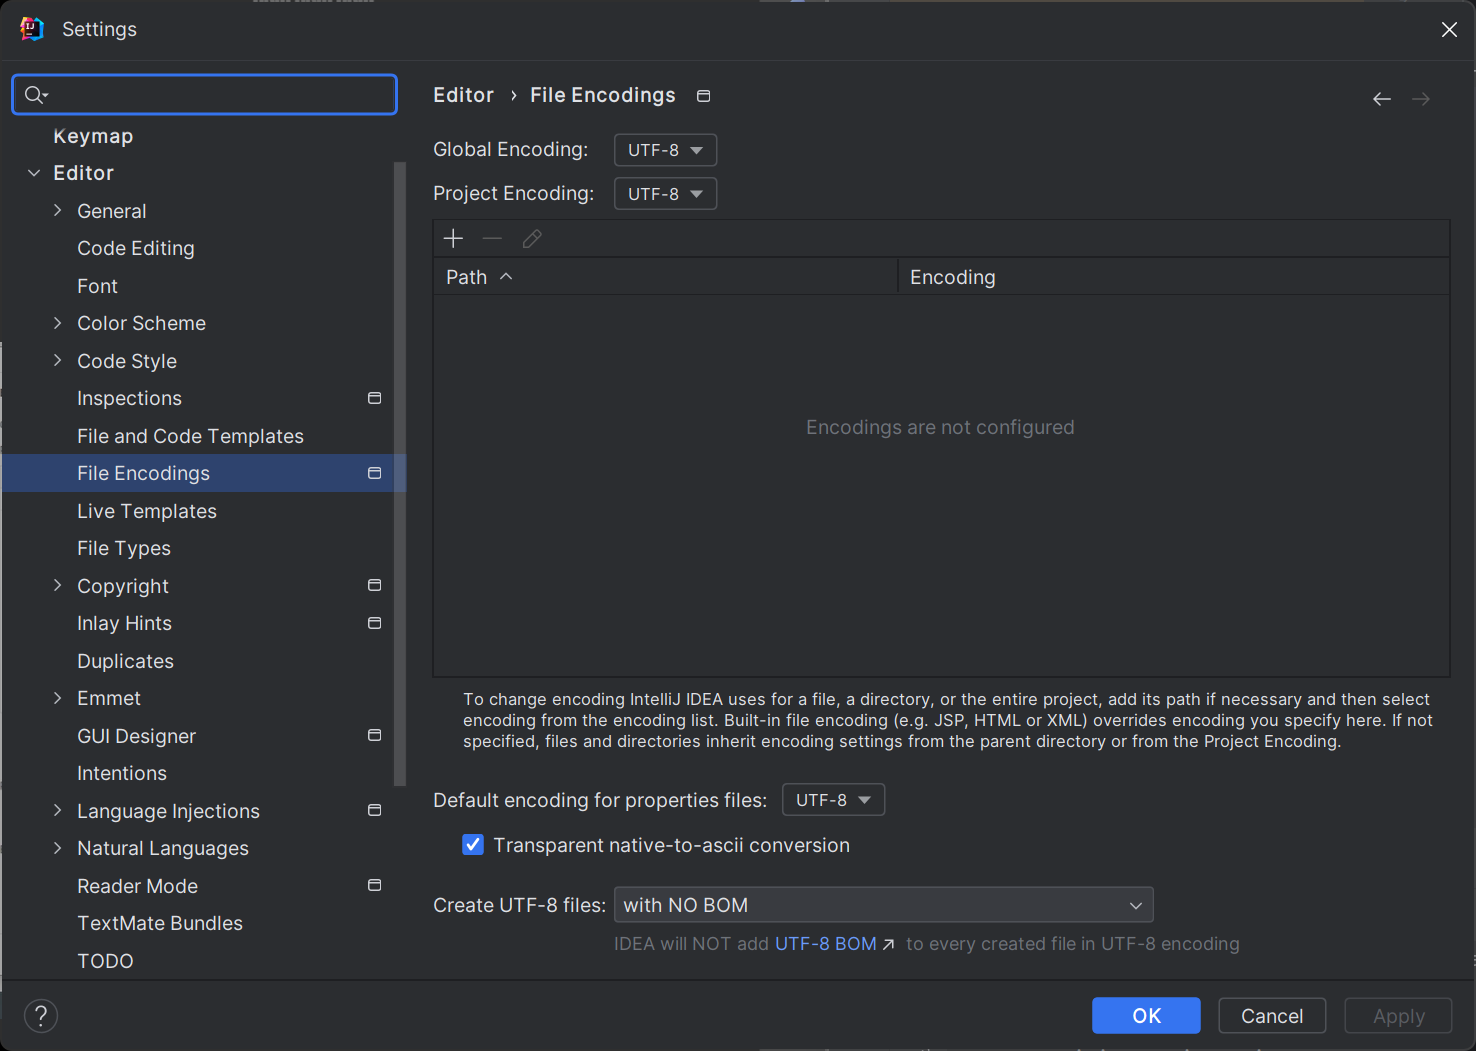 Settings
Keymap
Editor
General
Code Editing
Font
Color Scheme
Code Style
Inspections
File and Code Templates
File Encodings
Live Templates
File Types
Copyright
Inlay Hints
Duplicates
Emmet
GUI Designer
Intentions
Language Injections
Natural Languages
Reader Mode
TextMate Bundles
TODO
Editor › File Encodings
Global Encoding: UTF-8
Project Encoding: UTF-8
Path Encoding
Encodings are not configured
To change encoding IntelliJ IDEA uses for a file, a directory, or the entire project, add its path if necessary and then select
encoding from the encoding list. Built-in file encoding (e.g. JSP, HTML or XML) overrides encoding you specify here. If not
specified, files and directories inherit encoding settings from the parent directory or from the Project Encoding.
Default encoding for properties files: UTF-8
Transparent native-to-ascii conversion
Create UTF-8 files: with NO BOM
IDEA will NOT add UTF-8 BOM ↗ to every created file in UTF-8 encoding
? OK Cancel Apply